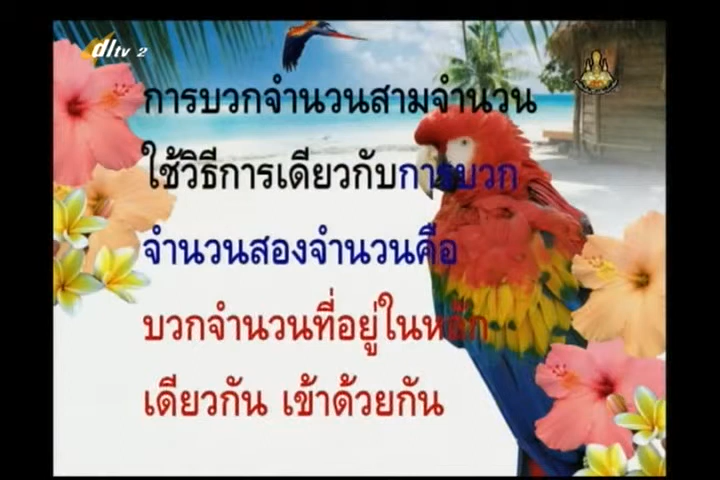 dltv 2
การบวกจำนวนสามจำนวน
ใช้วิธีการเดียวกับการบวก
จำนวนสองจำนวนคือ
บวกจำนวนที่อยู่ในหลัก
เดียวกัน เข้าด้วยกัน